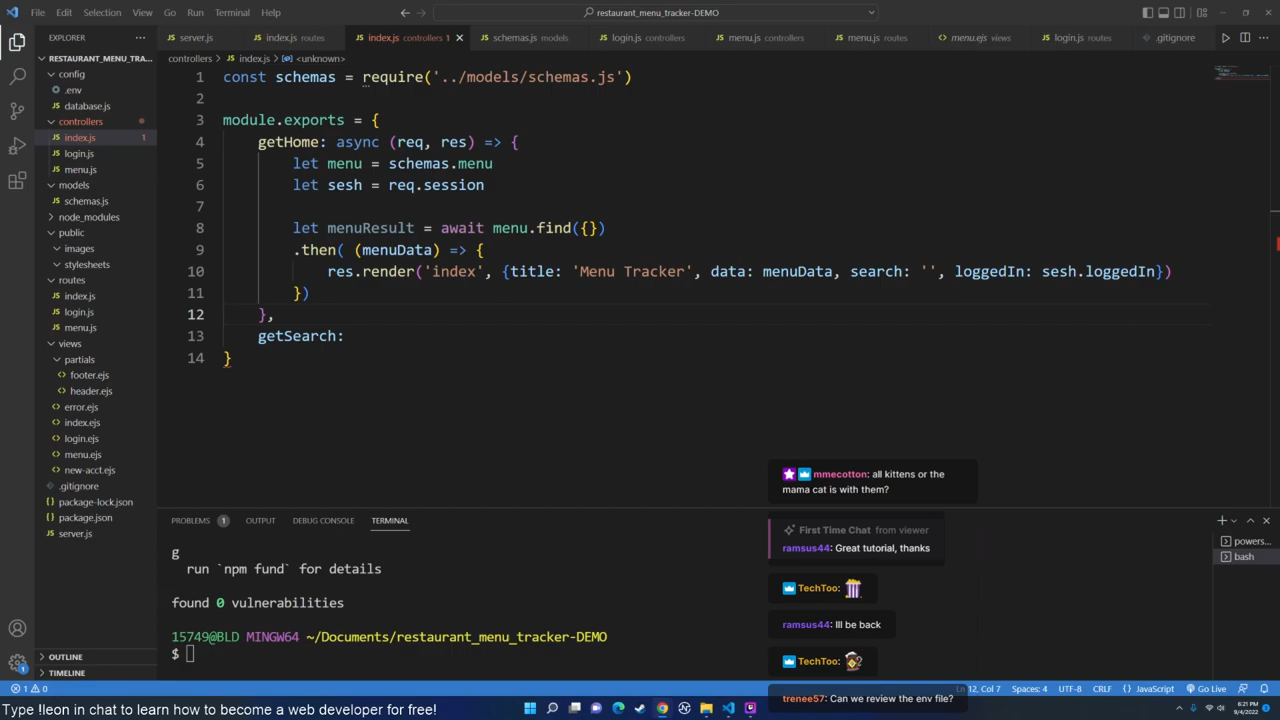 File Edit Selection View Go Run Terminal Help
restaurant_menu_tracker-DEMO
EXPLORER
server.js
index.js routes
index.js controllers 1
schemas.js models
login.js controllers
menu.js controllers
menu.js routes
menu.ejs views
login.js routes
.gitignore
RESTAURANT_MENU_TRA...
config
.env
database.js
controllers
index.js 1
login.js
menu.js
models
schemas.js
node_modules
public
images
stylesheets
routes
index.js
login.js
menu.js
views
partials
footer.ejs
header.ejs
error.ejs
index.ejs
login.ejs
menu.ejs
new-acct.ejs
.gitignore
package-lock.json
package.json
server.js
OUTLINE
TIMELINE
controllers > index.js > <unknown>
1 const schemas = require('../models/schemas.js')
2
3 module.exports = {
4 getHome: async (req, res) => {
5 let menu = schemas.menu
6 let sesh = req.session
7
8 let menuResult = await menu.find({})
9 .then( (menuData) => {
10 res.render('index', {title: 'Menu Tracker', data: menuData, search: '', loggedIn: sesh.loggedIn})
11 })
12 },
13 getSearch:
14 }
PROBLEMS 1 OUTPUT DEBUG CONSOLE TERMINAL
g
run `npm fund` for details
found 0 vulnerabilities
15749@BLD MINGW64 ~/Documents/restaurant_menu_tracker-DEMO
$
powers...
bash
mmecotton: all kittens or the
mama cat is with them?
First Time Chat from viewer
ramsus44: Great tutorial, thanks
TechToo:
ramsus44: Ill be back
TechToo:
trenee57: Can we review the env file?
1 0
Ln 12, Col 7 Spaces: 4 UTF-8 CRLF {} JavaScript Go Live
Type !leon in chat to learn how to become a web developer for free!
6:21 PM
9/4/2022